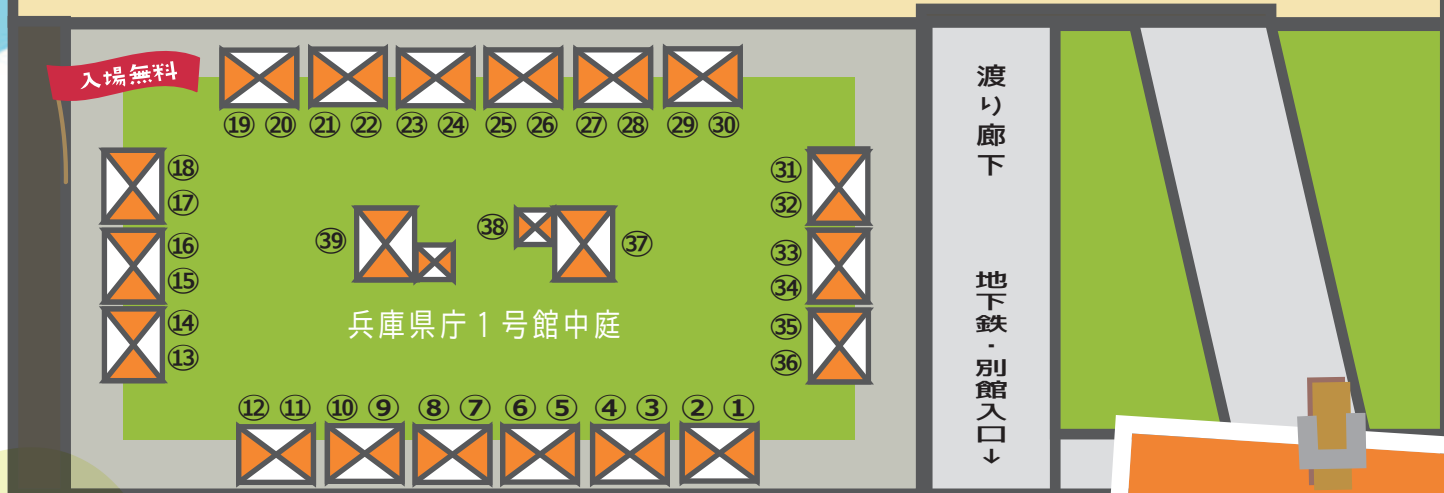 入場無料
⑲ ⑳ ㉑ ㉒ ㉓ ㉔ ㉕ ㉖ ㉗ ㉘ ㉙ ㉚
⑱
⑰
⑯
⑮
⑭
⑬
㊴
㊳
㊲
㉛
㉜
㉝
㉞
㉟
㊱
兵庫県庁1号館中庭
⑫ ⑪ ⑩ ⑨ ⑧ ⑦ ⑥ ⑤ ④ ③ ② ①
渡り廊下
地下鉄・別館入口↓